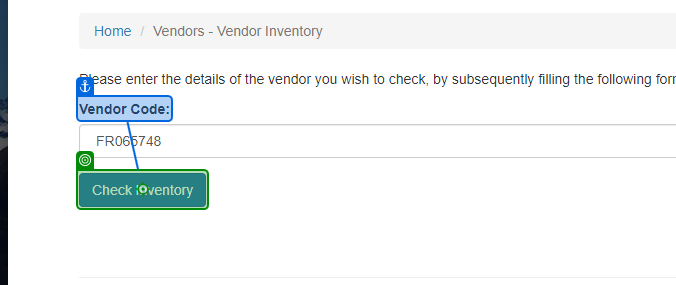 Home / Vendors - Vendor Inventory
Please enter the details of the vendor you wish to check, by subsequently filling the following for
Vendor Code:
FR065748
Check Inventory